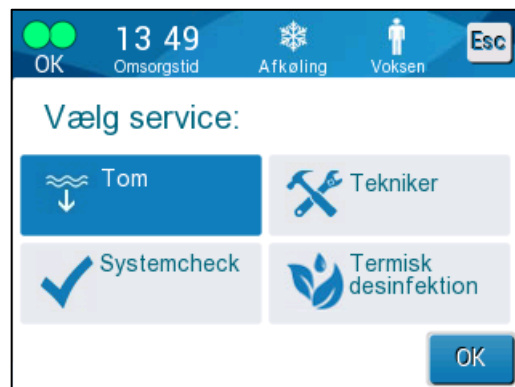 OK
13 49
Omsorgstid
Afkøling
Voksen
Esc
Vælg service:
Tom
Tekniker
Systemcheck
Termisk
desinfektion
OK